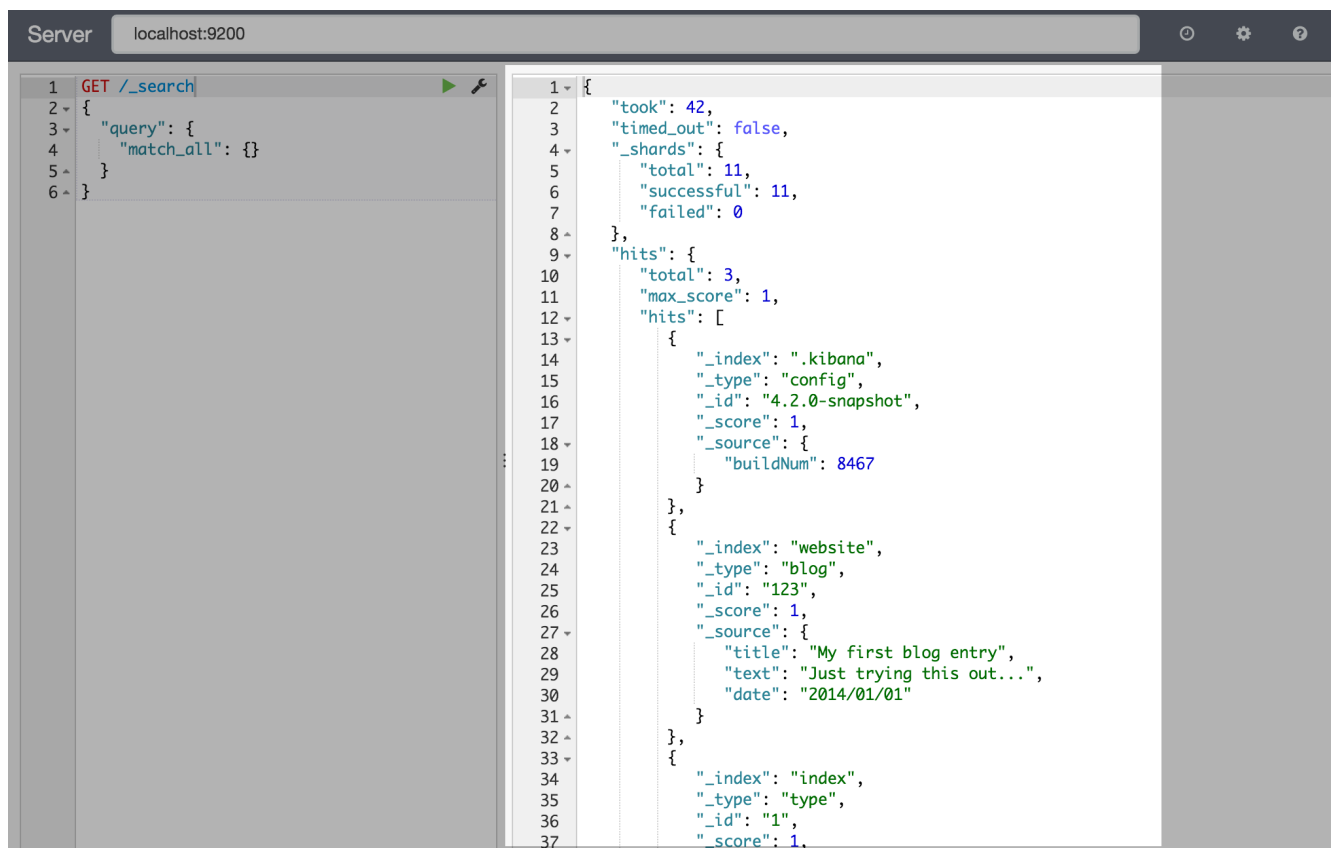 Server localhost:9200
1 GET /_search
2 {
3 "query": {
4 "match_all": {}
5 }
6 }
1 {
2 "took": 42,
3 "timed_out": false,
4 "_shards": {
5 "total": 11,
6 "successful": 11,
7 "failed": 0
8 },
9 "hits": {
10 "total": 3,
11 "max_score": 1,
12 "hits": [
13 {
14 "_index": ".kibana",
15 "_type": "config",
16 "_id": "4.2.0-snapshot",
17 "_score": 1,
18 "_source": {
19 "buildNum": 8467
20 }
21 },
22 {
23 "_index": "website",
24 "_type": "blog",
25 "_id": "123",
26 "_score": 1,
27 "_source": {
28 "title": "My first blog entry",
29 "text": "Just trying this out...",
30 "date": "2014/01/01"
31 }
32 },
33 {
34 "_index": "index",
35 "_type": "type",
36 "_id": "1",
37 "_score": 1,